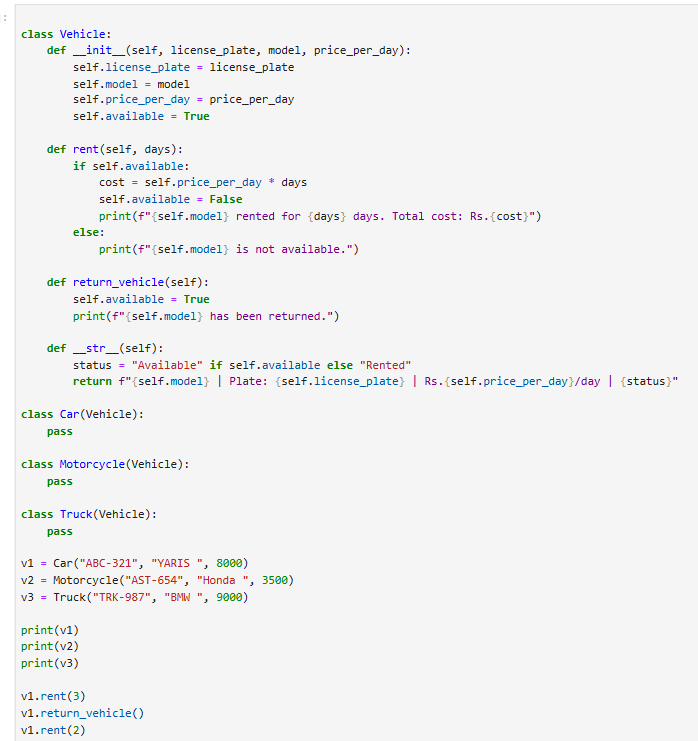 :
class Vehicle:
    def __init__(self, license_plate, model, price_per_day):
        self.license_plate = license_plate
        self.model = model
        self.price_per_day = price_per_day
        self.available = True

    def rent(self, days):
        if self.available:
            cost = self.price_per_day * days
            self.available = False
            print(f"{self.model} rented for {days} days. Total cost: Rs.{cost}")
        else:
            print(f"{self.model} is not available.")

    def return_vehicle(self):
        self.available = True
        print(f"{self.model} has been returned.")

    def __str__(self):
        status = "Available" if self.available else "Rented"
        return f"{self.model} | Plate: {self.license_plate} | Rs.{self.price_per_day}/day | {status}"

class Car(Vehicle):
    pass

class Motorcycle(Vehicle):
    pass

class Truck(Vehicle):
    pass

v1 = Car("ABC-321", "YARIS ", 8000)
v2 = Motorcycle("AST-654", "Honda ", 3500)
v3 = Truck("TRK-987", "BMW ", 9000)

print(v1)
print(v2)
print(v3)

v1.rent(3)
v1.return_vehicle()
v1.rent(2)